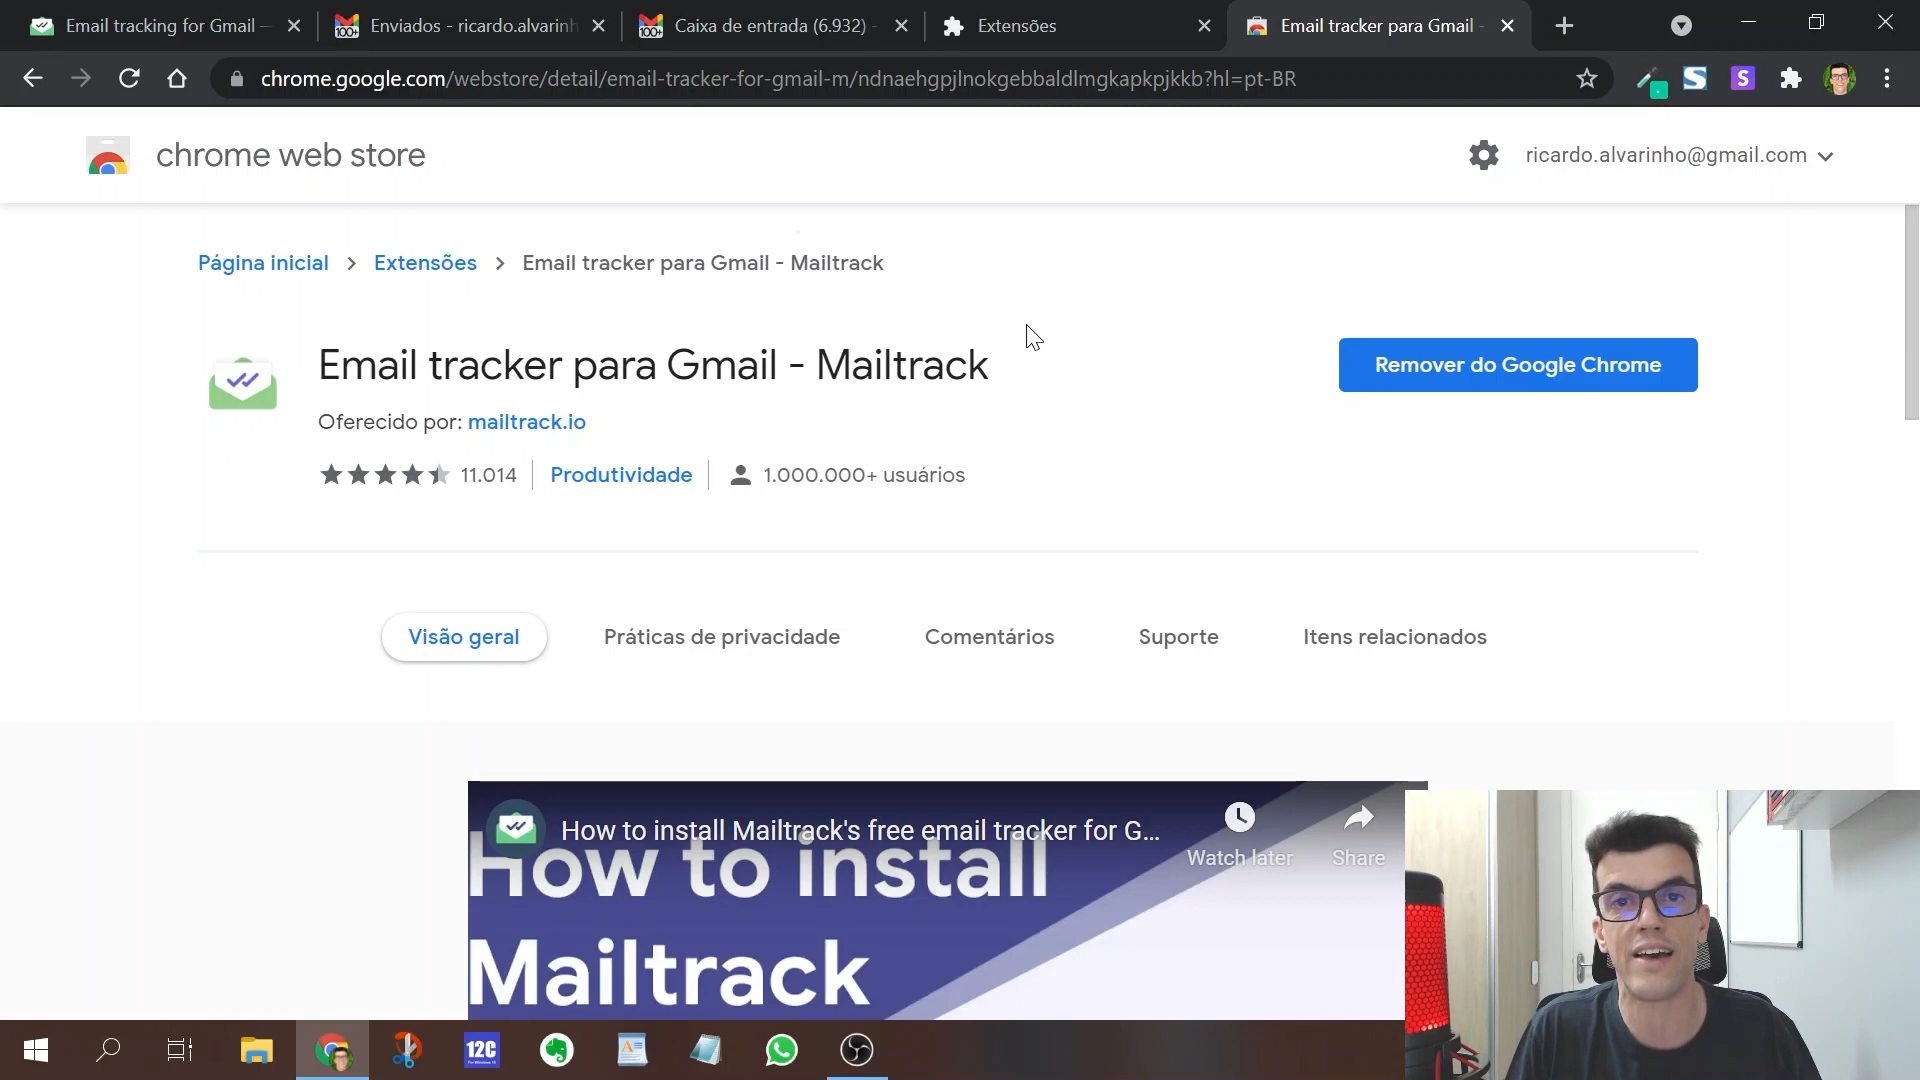 Email tracking for Gmail –
Enviados - ricardo.alvarinh
Caixa de entrada (6.932) -
Extensões
Email tracker para Gmail -
chrome.google.com/webstore/detail/email-tracker-for-gmail-m/ndnaehgpjlnokgebbaldlmgkapkpjkkb?hl=pt-BR
chrome web store
ricardo.alvarinho@gmail.com
Página inicial > Extensões > Email tracker para Gmail - Mailtrack
Email tracker para Gmail - Mailtrack
Remover do Google Chrome
Oferecido por: mailtrack.io
11.014
Produtividade
1.000.000+ usuários
Visão geral
Práticas de privacidade
Comentários
Suporte
Itens relacionados
How to install Mailtrack's free email tracker for G...
Watch later
Share
How to install
Mailtrack
12C